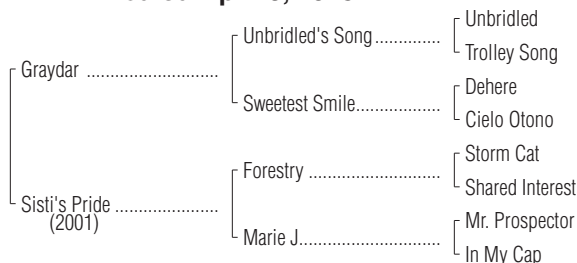 Unbridled
Unbridled's Song
Trolley Song
Graydar
Dehere
Sweetest Smile
Cielo Otono
Storm Cat
Forestry
Shared Interest
Sisti's Pride
(2001)
Mr. Prospector
Marie J.
In My Cap